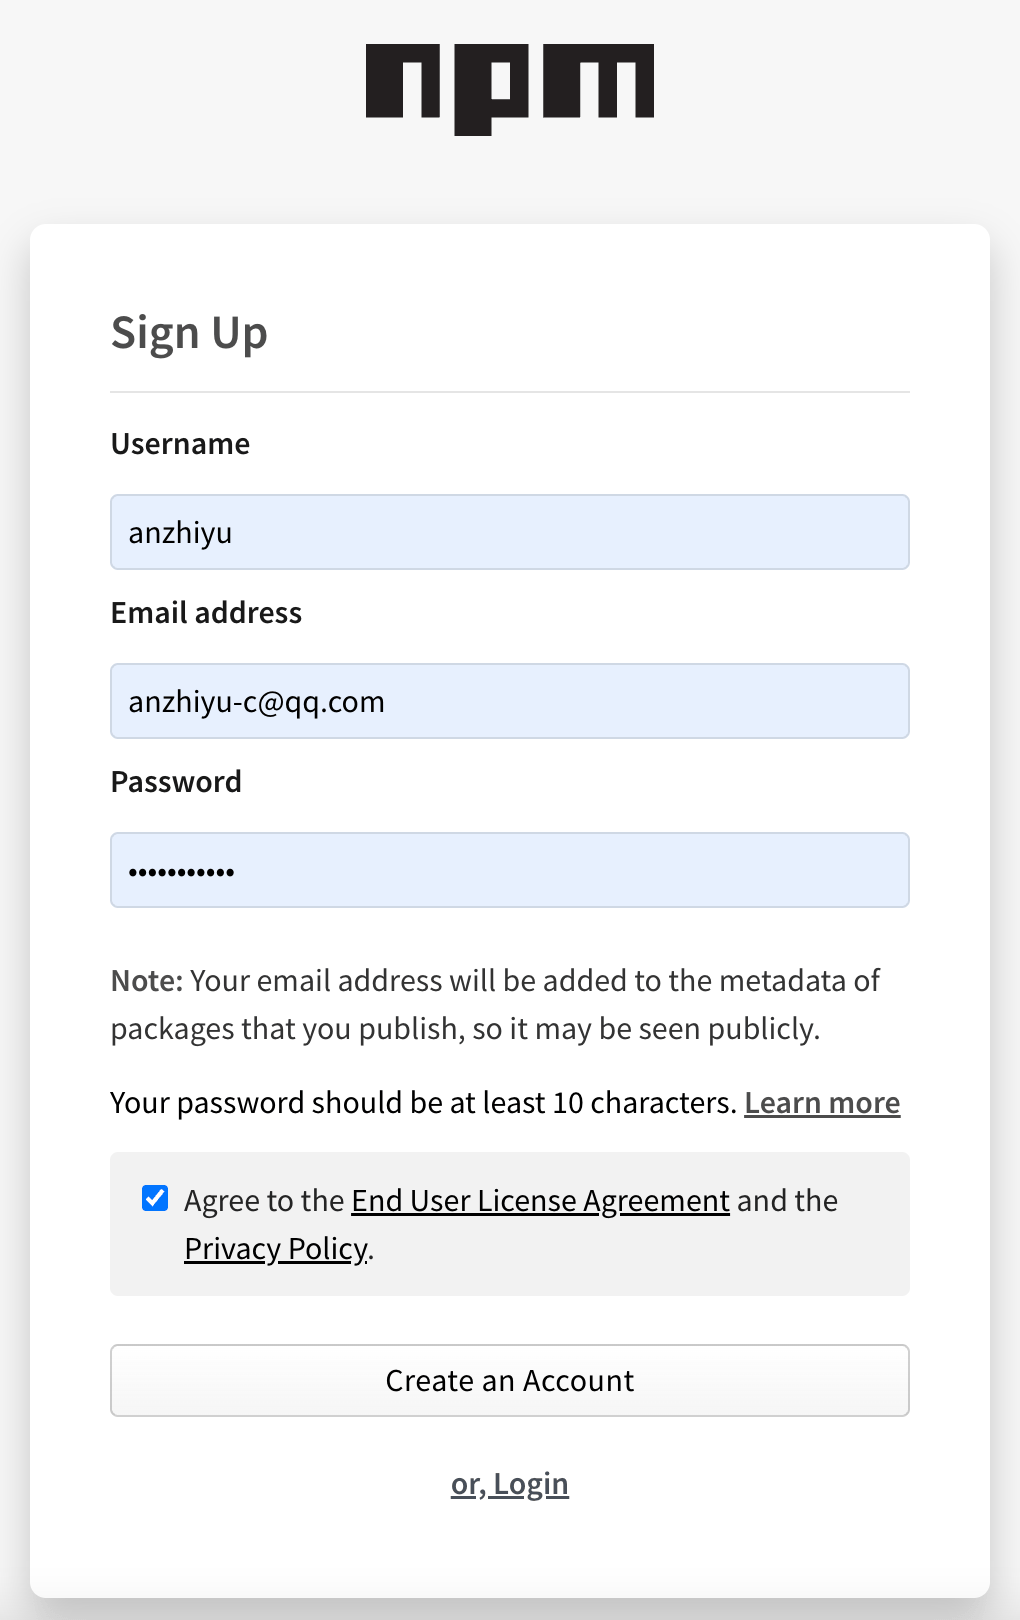 npm
Sign Up
Username
anzhiyu
Email address
anzhiyu-c@qq.com
Password
•••••••••••
Note: Your email address will be added to the metadata of
packages that you publish, so it may be seen publicly.
Your password should be at least 10 characters. Learn more
Agree to the End User License Agreement and the
Privacy Policy.
Create an Account
or, Login